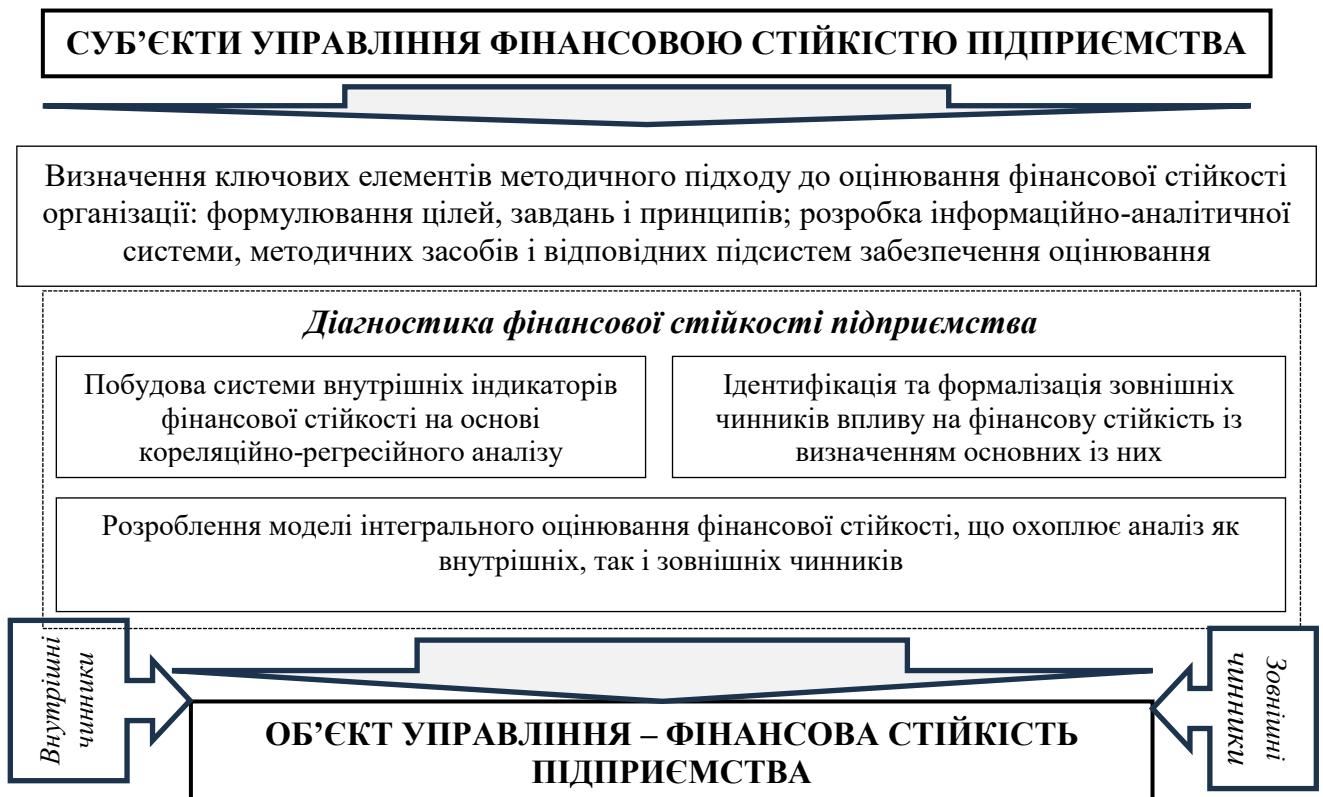 СУБ’ЄКТИ УПРАВЛІННЯ ФІНАНСОВОЮ СТІЙКІСТЮ ПІДПРИЄМСТВА
Визначення ключових елементів методичного підходу до оцінювання фінансової стійкості
організації: формулювання цілей, завдань і принципів; розробка інформаційно-аналітичної
системи, методичних засобів і відповідних підсистем забезпечення оцінювання
Діагностика фінансової стійкості підприємства
Побудова системи внутрішніх індикаторів
фінансової стійкості на основі
кореляційно-регресійного аналізу
Ідентифікація та формалізація зовнішніх
чинників впливу на фінансову стійкість із
визначенням основних із них
Розроблення моделі інтегрального оцінювання фінансової стійкості, що охоплює аналіз як
внутрішніх, так і зовнішніх чинників
Внутрішні
чинники
Зовнішні
чинники
ОБ’ЄКТ УПРАВЛІННЯ – ФІНАНСОВА СТІЙКІСТЬ
ПІДПРИЄМСТВА